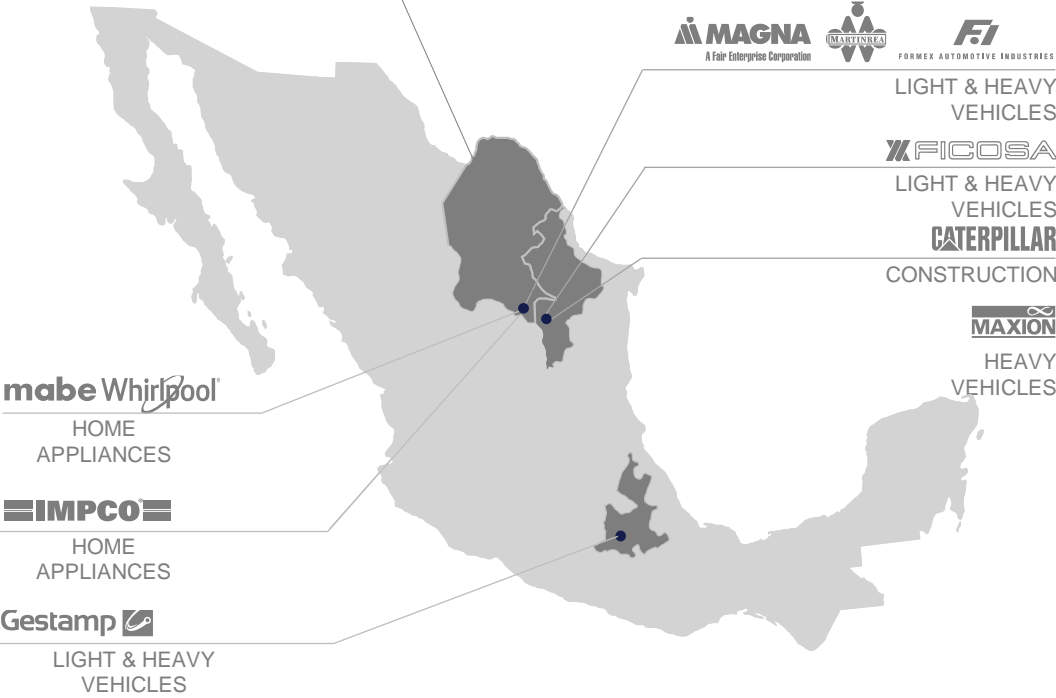 MAGNA
A Fair Enterprise Corporation
MARTINREA
FORMEX AUTOMOTIVE INDUSTRIES
LIGHT & HEAVY
VEHICLES
FICOSA
LIGHT & HEAVY
VEHICLES
CATERPILLAR
CONSTRUCTION
MAXION
HEAVY
VEHICLES
mabe Whirlpool
HOME
APPLIANCES
IMPCO
HOME
APPLIANCES
Gestamp
LIGHT & HEAVY
VEHICLES